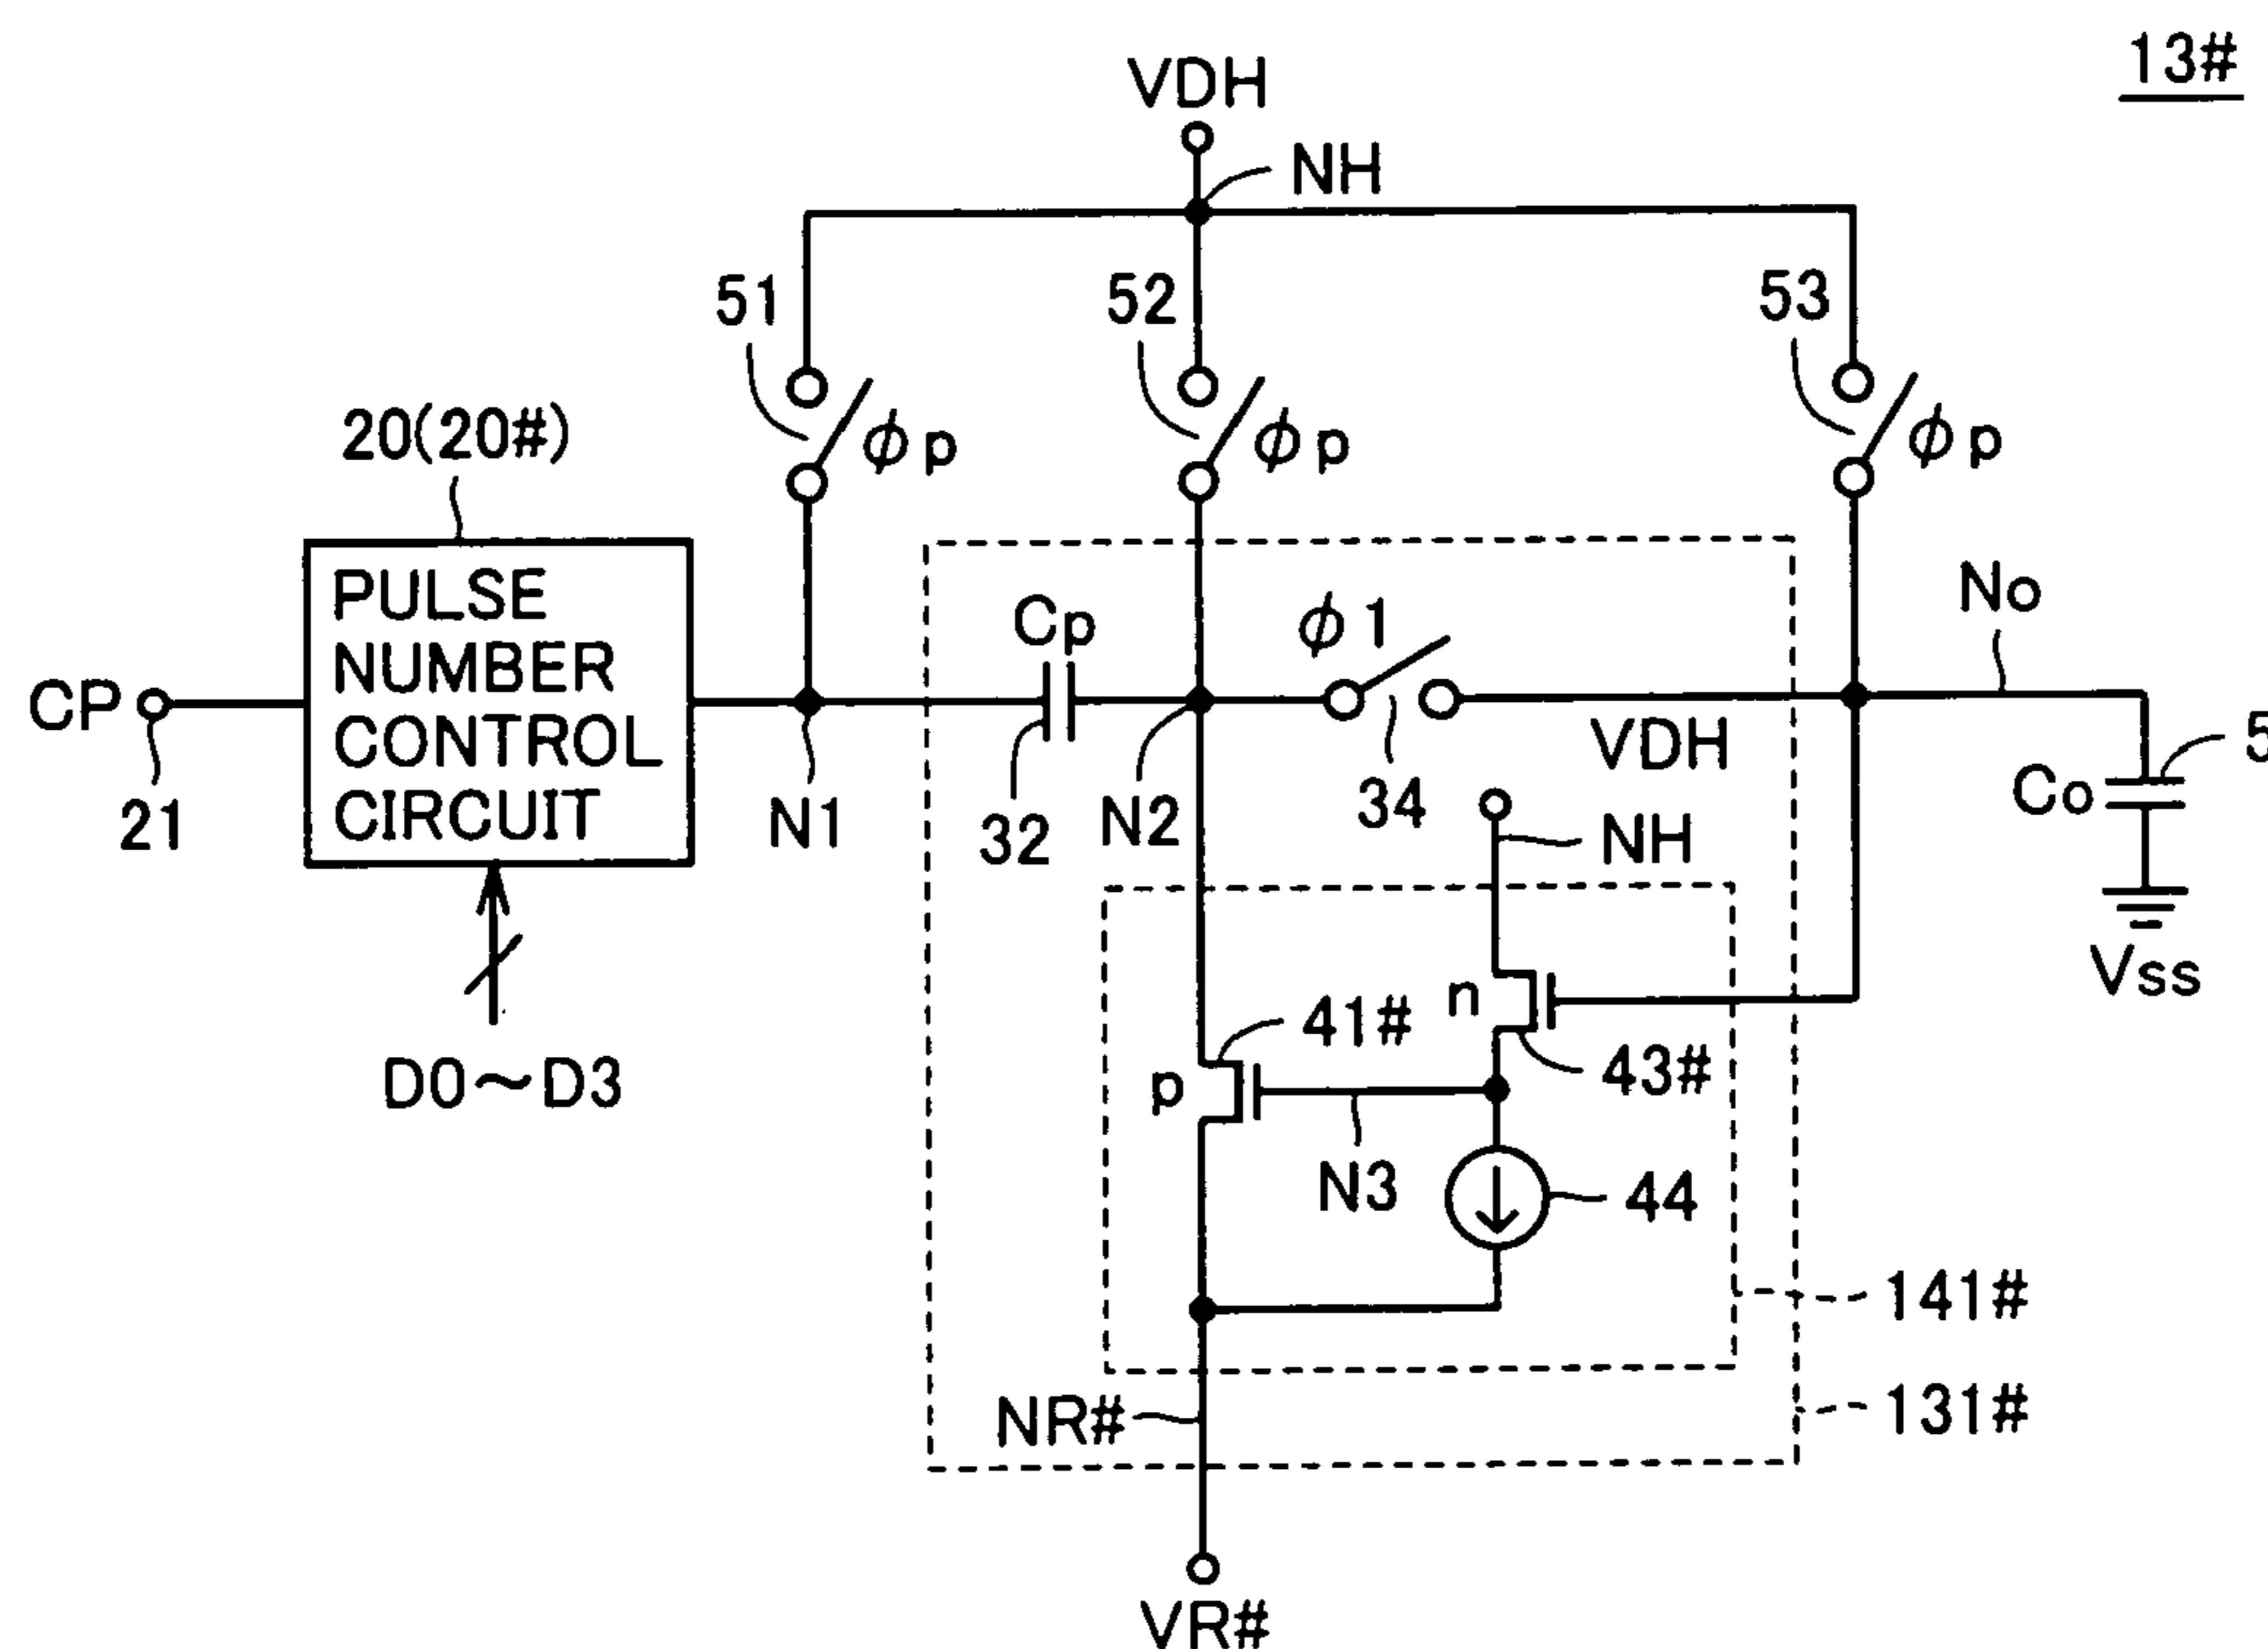 13#
VDH
NH
51
52
53
ϕp
ϕp
ϕp
20(20#)
PULSE
NUMBER
CONTROL
CIRCUIT
CP
21
D0~D3
N1
Cp
32
N2
ϕ1
34
VDH
NH
No
Co
5
Vss
n
43#
41#
p
N3
44
141#
131#
NR#
VR#